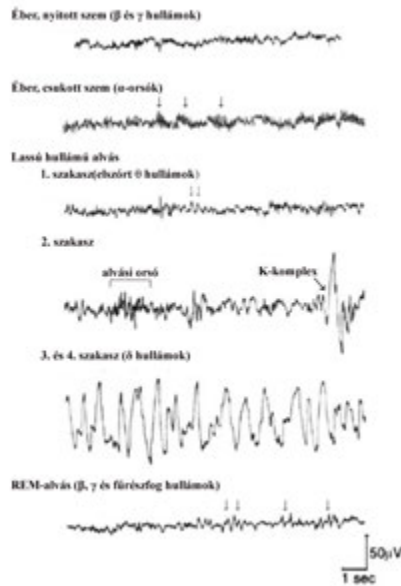 Éber, nyitott szem (β és γ hullámok)
Éber, csukott szem (α-orsók)
Lassú hullámú alvás
1. szakasz(elszórt θ hullámok)
2. szakasz
alvási orsó
K-komplex
3. és 4. szakasz (δ hullámok)
REM-alvás (β, γ és fűrészfog hullámok)
50μV
1 sec